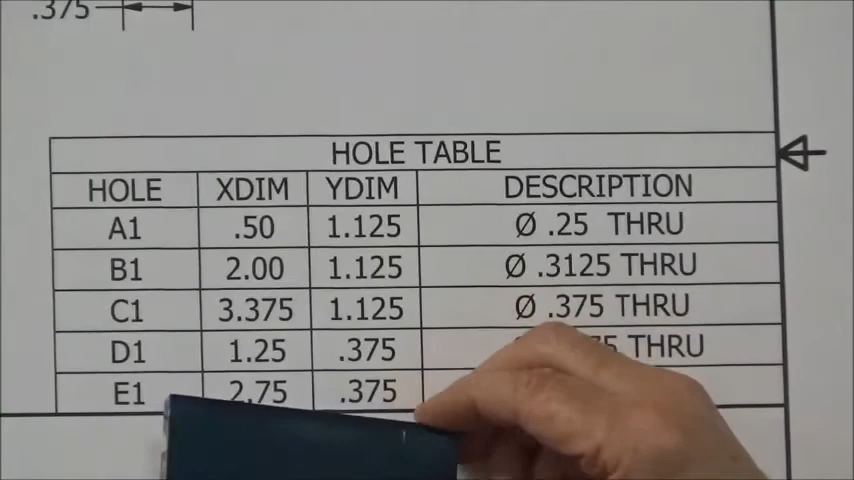 .375
HOLE TABLE
HOLE XDIM YDIM DESCRIPTION
A1 .50 1.125 Ø .25 THRU
B1 2.00 1.125 Ø .3125 THRU
C1 3.375 1.125 Ø .375 THRU
D1 1.25 .375 THRU
E1 2.75 .375